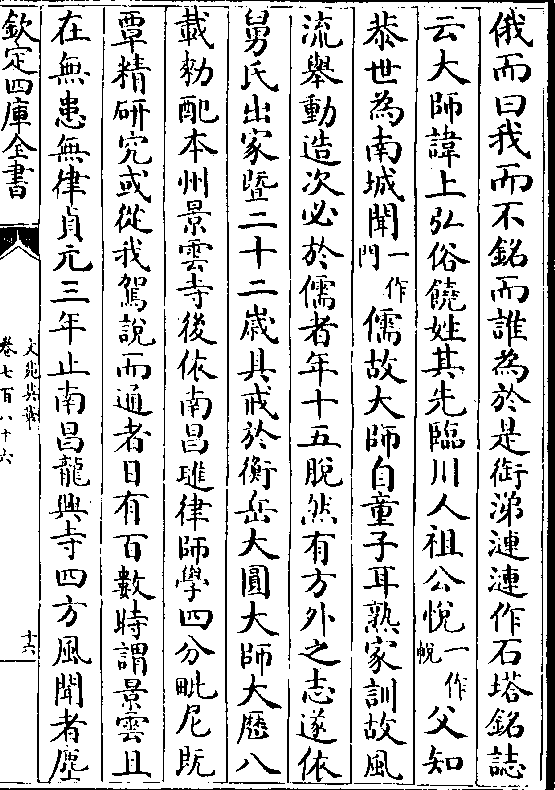 俄而曰我而不銘而誰為於是銜涕漣漣作石塔銘誌
云大師諱上弘俗饒姓其先臨川人祖公悅一作帨父知
恭世為南城聞一作門儒故大師自童子耳熟家訓故風
流舉動造次必於儒者年十五脫然有方外之志遂依
舅氏出家暨二十二歲具戒於衡岳大圓大師大歷八
載勑配本州景雲寺後依南昌璡律師學四分毗尼既
覃精研究或從我駕說而通者日有百數時謂景雲且
在無患無律貞元三年止南昌龍興寺四方風聞者塵
欽定四庫全書
文苑英華
卷七百八十六
十六